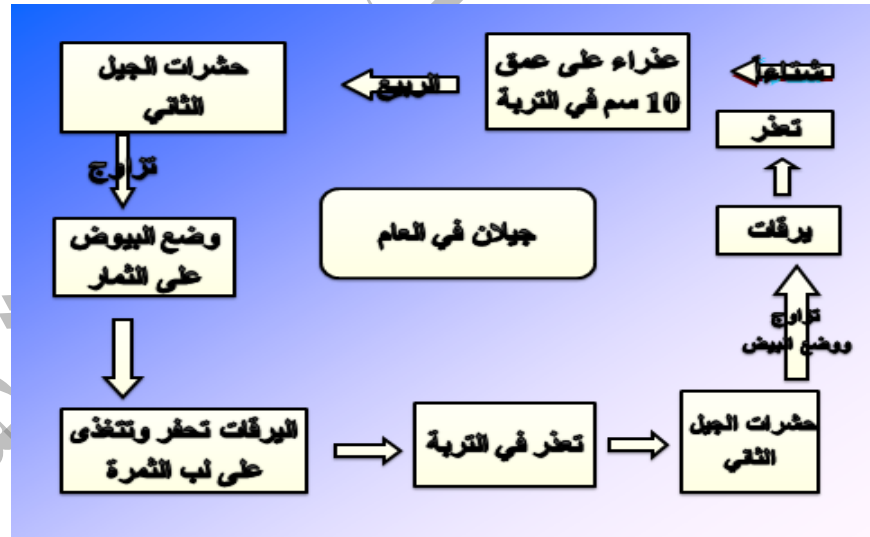 شتاءاً
عذراء على عمق
10 سم في التربة
الربيع
حشرات الجيل
الثاني
تزاوج
وضع البيوض
على الثمار
اليرقات تحفر وتتغذى
على لب الثمرة
تعذر في التربة
حشرات الجيل
الثاني
تزاوج
ووضع البيض
يرقات
تعذر
جيلان في العام